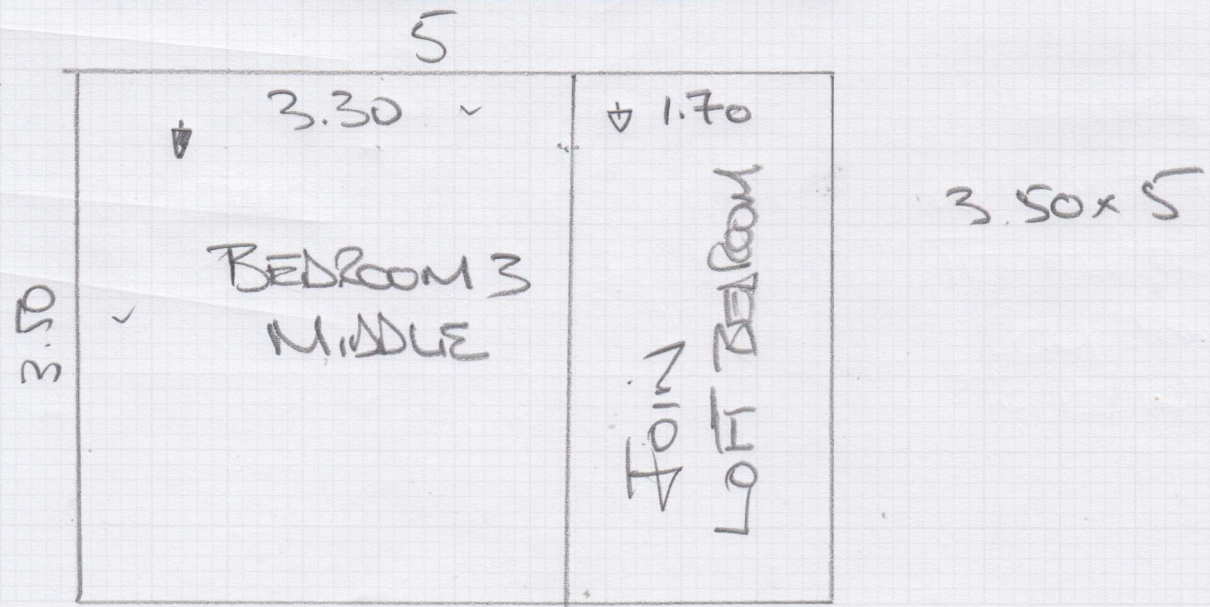 5
3.30
1.70
3.50 x 5
BEDROOM 3
MIDDLE
3.50
JOIN
LOFT BEDROOM